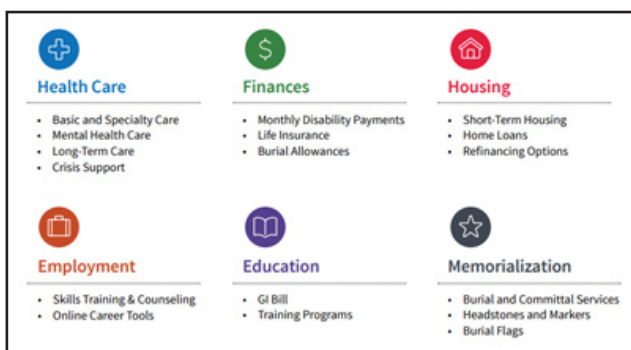 Health Care
• Basic and Specialty Care
• Mental Health Care
• Long-Term Care
• Crisis Support
Finances
• Monthly Disability Payments
• Life Insurance
• Burial Allowances
Housing
• Short-Term Housing
• Home Loans
• Refinancing Options
Employment
• Skills Training & Counseling
• Online Career Tools
Education
• GI Bill
• Training Programs
Memorialization
• Burial and Committal Services
• Headstones and Markers
• Burial Flags